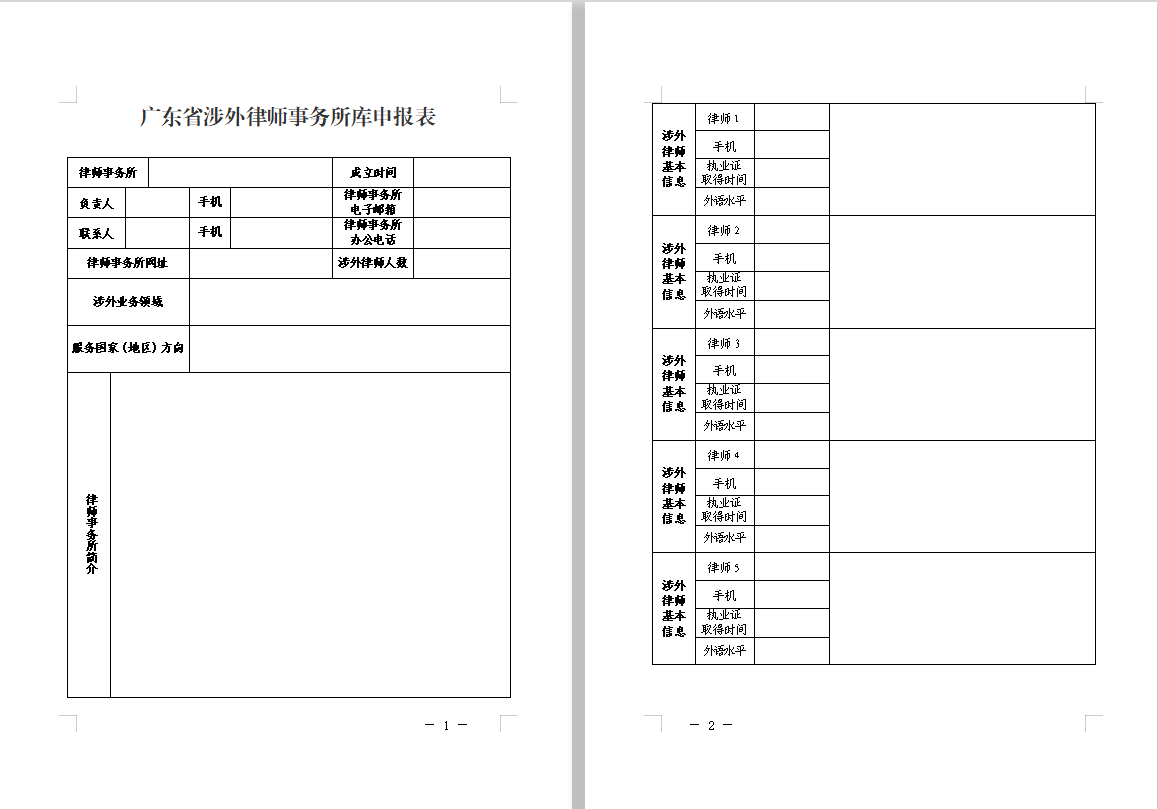 广东省涉外律师事务所库申报表
律师事务所
成立时间
负责人
手机
律师事务所
电子邮箱
联系人
手机
律师事务所
办公电话
律师事务所网址
涉外律师人数
涉外业务领域
服务国家（地区）方向
律师事务所简介
— 1 —
涉外
律师
基本
信息
律师 1
手机
执业证
取得时间
外语水平
涉外
律师
基本
信息
律师 2
手机
执业证
取得时间
外语水平
涉外
律师
基本
信息
律师 3
手机
执业证
取得时间
外语水平
涉外
律师
基本
信息
律师 4
手机
执业证
取得时间
外语水平
涉外
律师
基本
信息
律师 5
手机
执业证
取得时间
外语水平
— 2 —